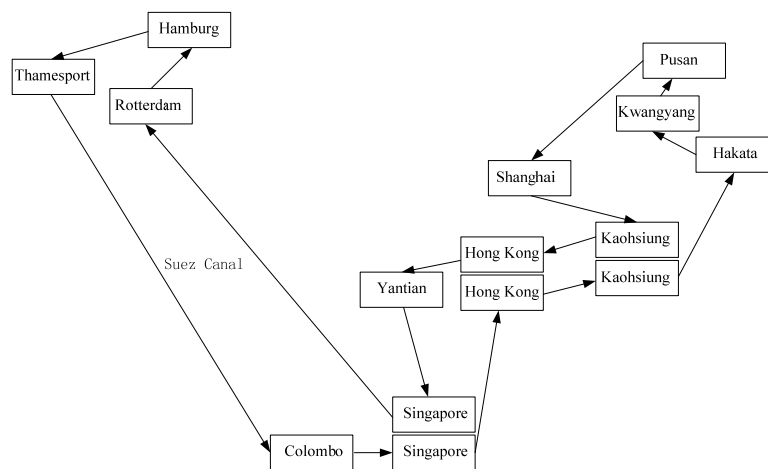 Hamburg
Pusan
Thamesport
Rotterdam
Kwangyang
Hakata
Shanghai
Kaohsiung
Hong Kong
Suez Canal
Kaohsiung
Yantian
Hong Kong
Singapore
Colombo
Singapore